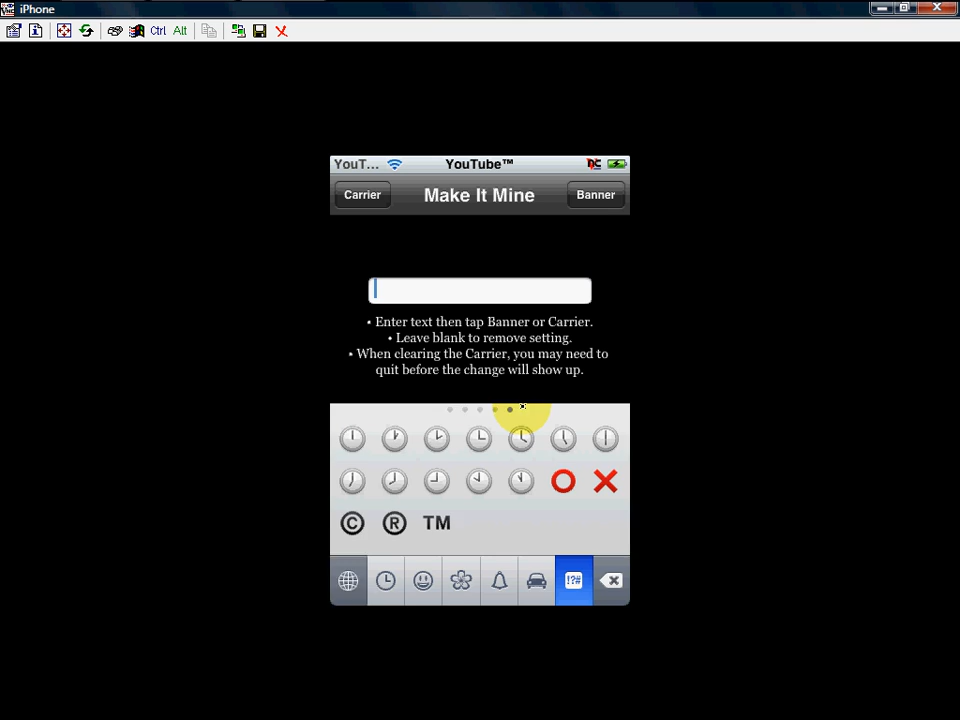 iPhone
Ctrl Alt
YouT... YouTube™
Carrier Make It Mine Banner
• Enter text then tap Banner or Carrier.
• Leave blank to remove setting.
• When clearing the Carrier, you may need to
quit before the change will show up.
© ® TM
!?#